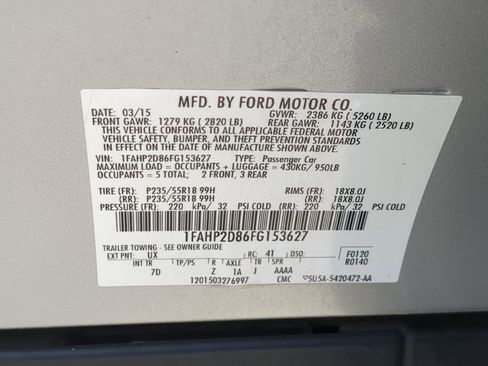 MFD. BY FORD MOTOR CO.
DATE: 03/15 GVWR: 2386 KG ( 5260 LB)
FRONT GAWR: 1279 KG ( 2820 LB) REAR GAWR: 1143 KG ( 2520 LB)
THIS VEHICLE CONFORMS TO ALL APPLICABLE FEDERAL MOTOR
VEHICLE SAFETY, BUMPER, AND THEFT PREVENTION STANDARDS
IN EFFECT ON THE DATE OF MANUFACTURE SHOWN ABOVE.
VIN: 1FAHP2D86FG153627 TYPE: Passenger Car
MAXIMUM LOAD = OCCUPANTS + LUGGAGE = 430KG/ 950LB
OCCUPANTS = 5 TOTAL; 2 FRONT, 3 REAR
TIRE (FR): P235/55R18 99H RIMS (FR): 18X8.0J
(RR): P235/55R18 99H (RR): 18X8.0J
PRESSURE (FR): 220 KPA/ 32 PSI COLD (RR): 220 KPA/ 32 PSI COLD
1FAHP2D86FG153627
TRAILER TOWING - SEE OWNER GUIDE
EXT PNT: UX RC: 41 DSO: F0120
INT TR R AXLE TR SPR R0140
7D Z 1A J AAAA
1201503276997 CMC SU5A-5420472-AA